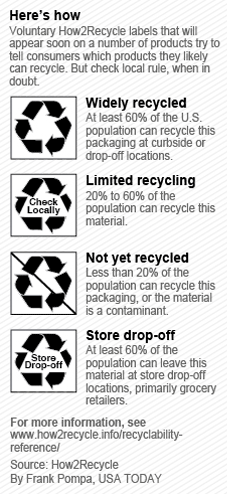 Here's how
Voluntary How2Recycle labels that will
appear soon on a number of products try to
tell consumers which products they likely
can recycle. But check local rule, when in
doubt.
Widely recycled
At least 60% of the U.S.
population can recycle this
packaging at curbside or
drop-off locations.
Check
Locally
Limited recycling
20% to 60% of the
population can recycle this
material.
Not yet recycled
Less than 20% of the
population can recycle this
packaging, or the material
is a contaminant.
Store
Drop-off
Store drop-off
At least 60% of the
population can leave this
material at store drop-off
locations, primarily grocery
retailers.
For more information, see
www.how2recycle.info/recyclability-
reference/
Source: How2Recycle
By Frank Pompa, USA TODAY